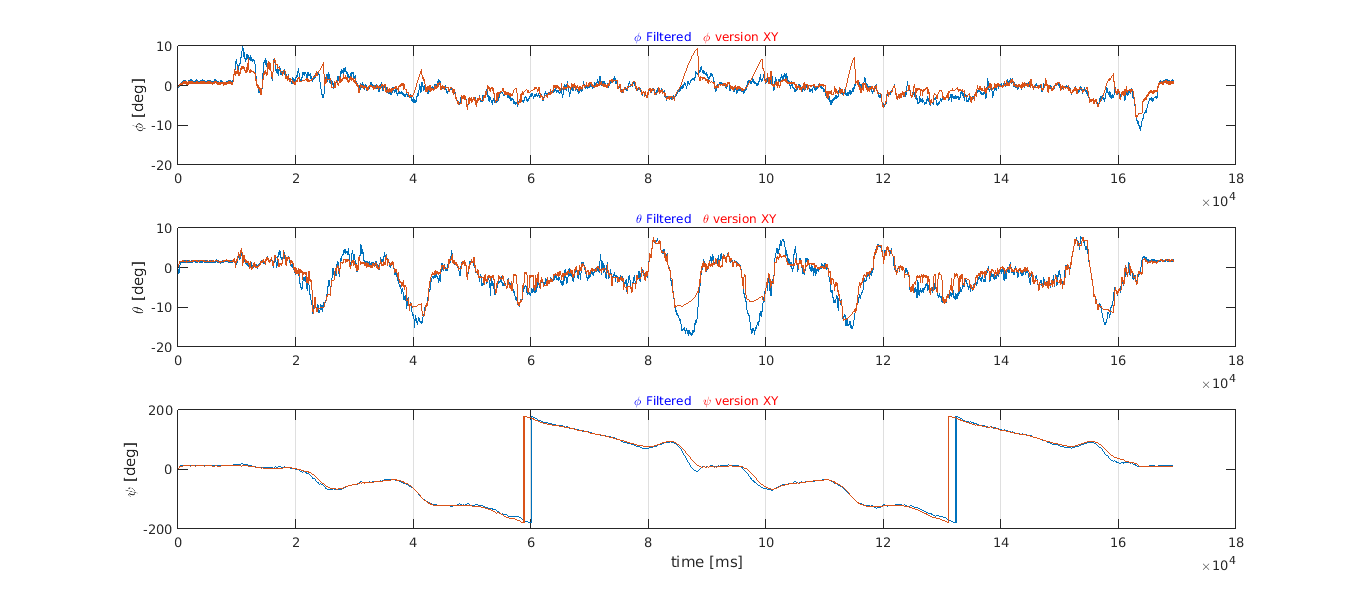 ϕ Filtered ϕ version XY
10
0
-10
-20
ϕ [deg]
0 2 4 6 8 10 12 14 16 18
×10⁴
θ Filtered θ version XY
10
0
-10
-20
θ [deg]
0 2 4 6 8 10 12 14 16 18
×10⁴
ϕ Filtered ψ version XY
200
0
-200
ψ [deg]
0 2 4 6 8 10 12 14 16 18
time [ms]
×10⁴